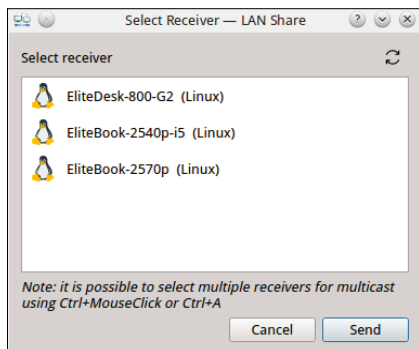 Select Receiver — LAN Share
Select receiver
EliteDesk-800-G2 (Linux)
EliteBook-2540p-i5 (Linux)
EliteBook-2570p (Linux)
Note: it is possible to select multiple receivers for multicast
using Ctrl+MouseClick or Ctrl+A
Cancel Send